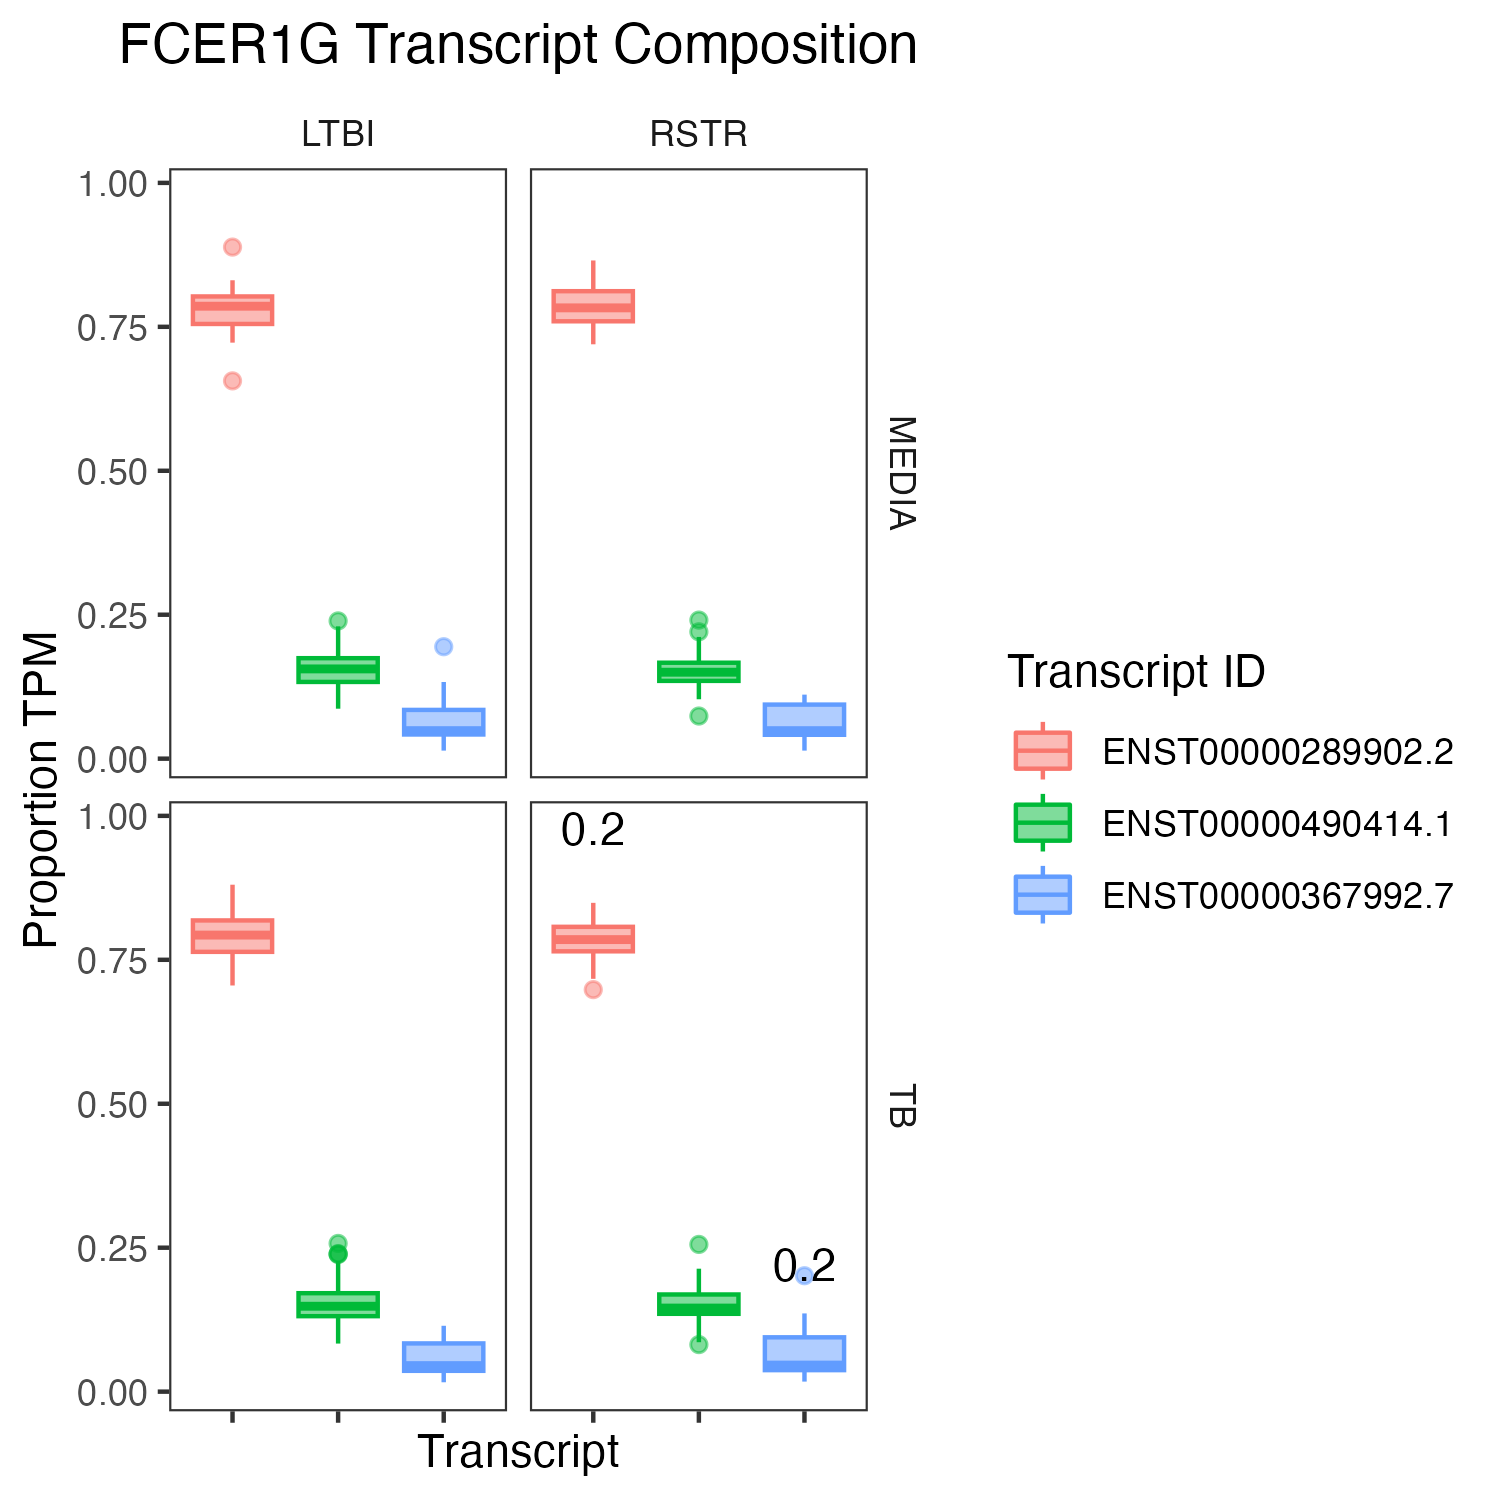 FCER1G Transcript Composition
LTBI
RSTR
1.00
0.75
0.50
0.25
0.00
MEDIA
1.00
0.75
0.50
0.25
0.00
0.2
0.2
TB
Proportion TPM
Transcript
Transcript ID
ENST00000289902.2
ENST00000490414.1
ENST00000367992.7